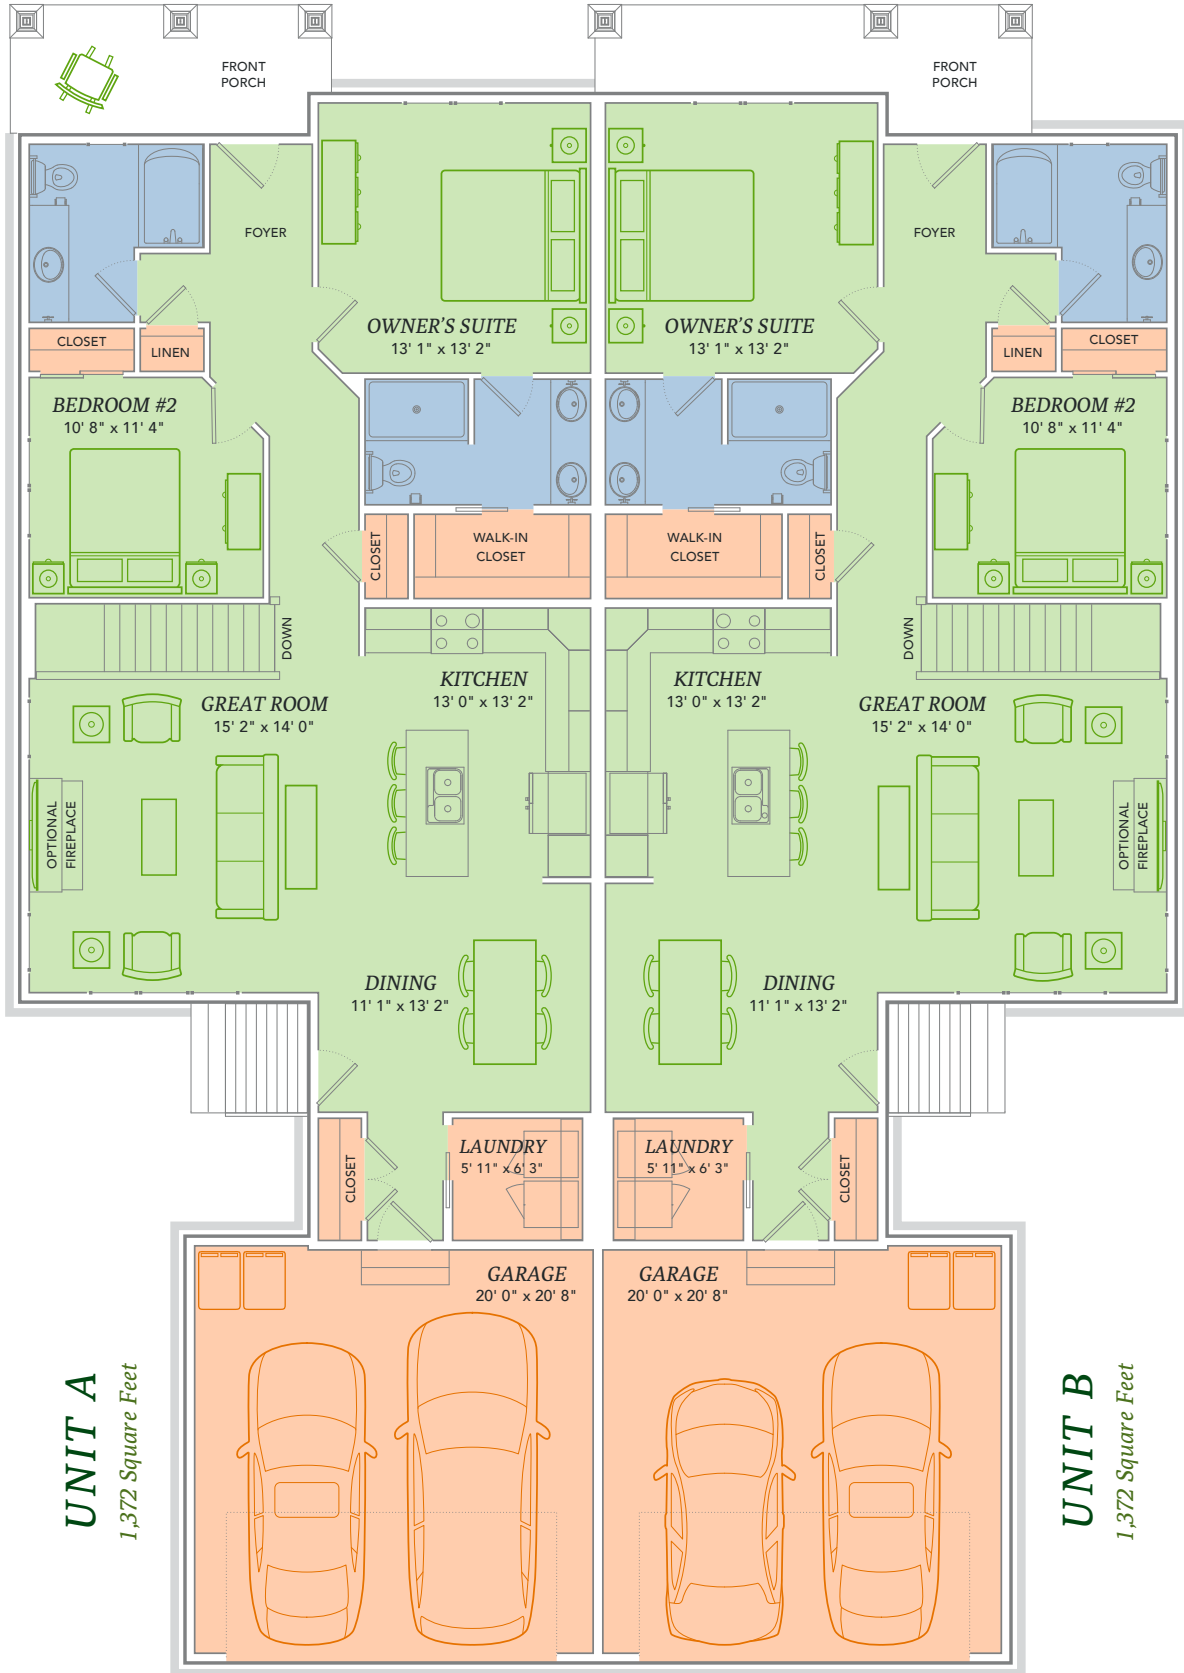 FRONT
PORCH
FRONT
PORCH
FOYER
FOYER
OWNER'S SUITE
13' 1" x 13' 2"
OWNER'S SUITE
13' 1" x 13' 2"
CLOSET
LINEN
LINEN
CLOSET
BEDROOM #2
10' 8" x 11' 4"
BEDROOM #2
10' 8" x 11' 4"
CLOSET
WALK-IN
CLOSET
WALK-IN
CLOSET
CLOSET
DOWN
DOWN
KITCHEN
13' 0" x 13' 2"
KITCHEN
13' 0" x 13' 2"
GREAT ROOM
15' 2" x 14' 0"
GREAT ROOM
15' 2" x 14' 0"
OPTIONAL
FIREPLACE
OPTIONAL
FIREPLACE
DINING
11' 1" x 13' 2"
DINING
11' 1" x 13' 2"
CLOSET
LAUNDRY
5' 11" x 6' 3"
LAUNDRY
5' 11" x 6' 3"
CLOSET
GARAGE
20' 0" x 20' 8"
GARAGE
20' 0" x 20' 8"
UNIT A
1,372 Square Feet
UNIT B
1,372 Square Feet